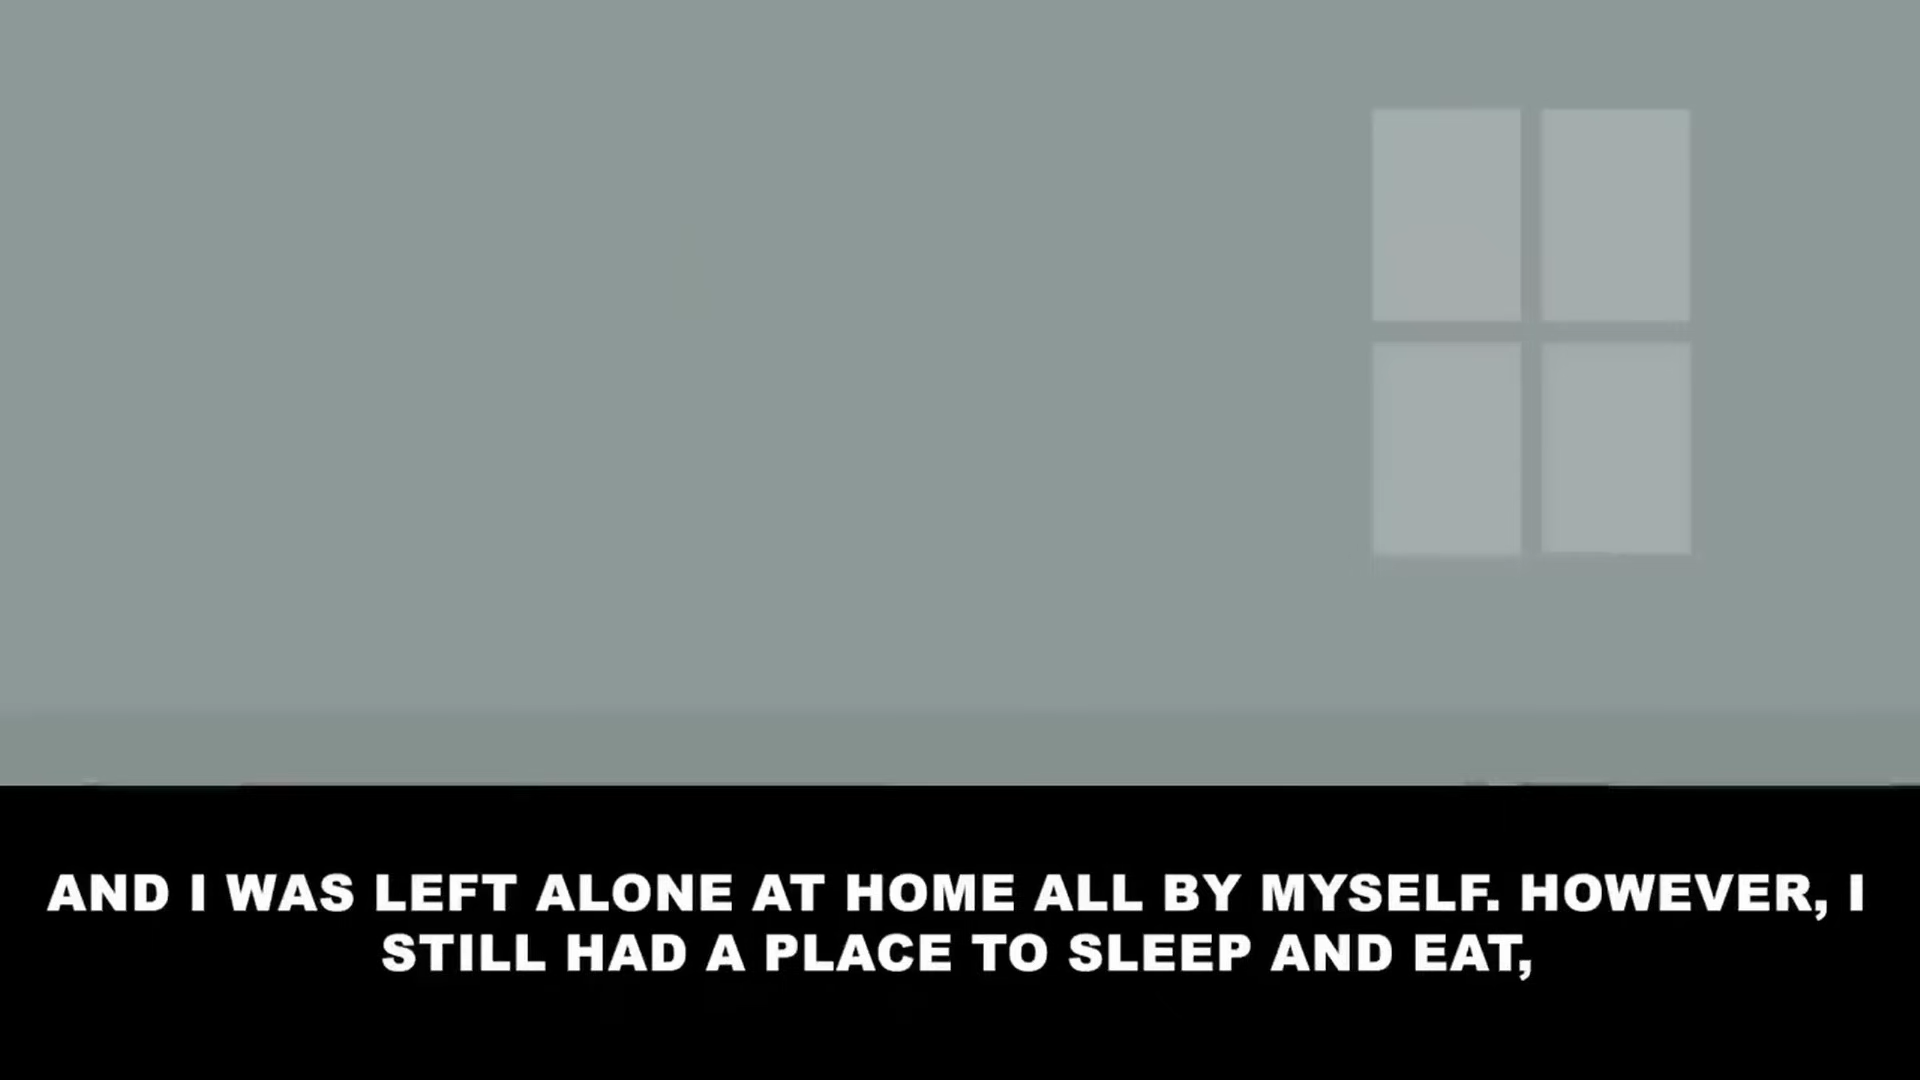 AND I WAS LEFT ALONE AT HOME ALL BY MYSELF. HOWEVER, I
STILL HAD A PLACE TO SLEEP AND EAT,